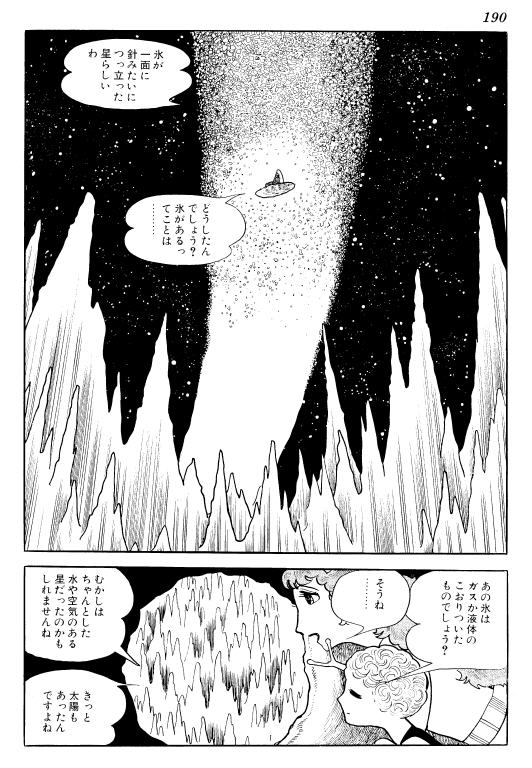 190
氷が
一面に
針みたいに
つっ立った
星らしい
わ
どうしたん
でしょう？
氷があるっ
てことは
………
あの氷は
ガスか液体の
こおりついた
ものでしょう？
そうね
……
むかしは
ちゃんとした
水や空気のある
星だったのかも
しれませんね
きっと
太陽も
あったん
ですよね